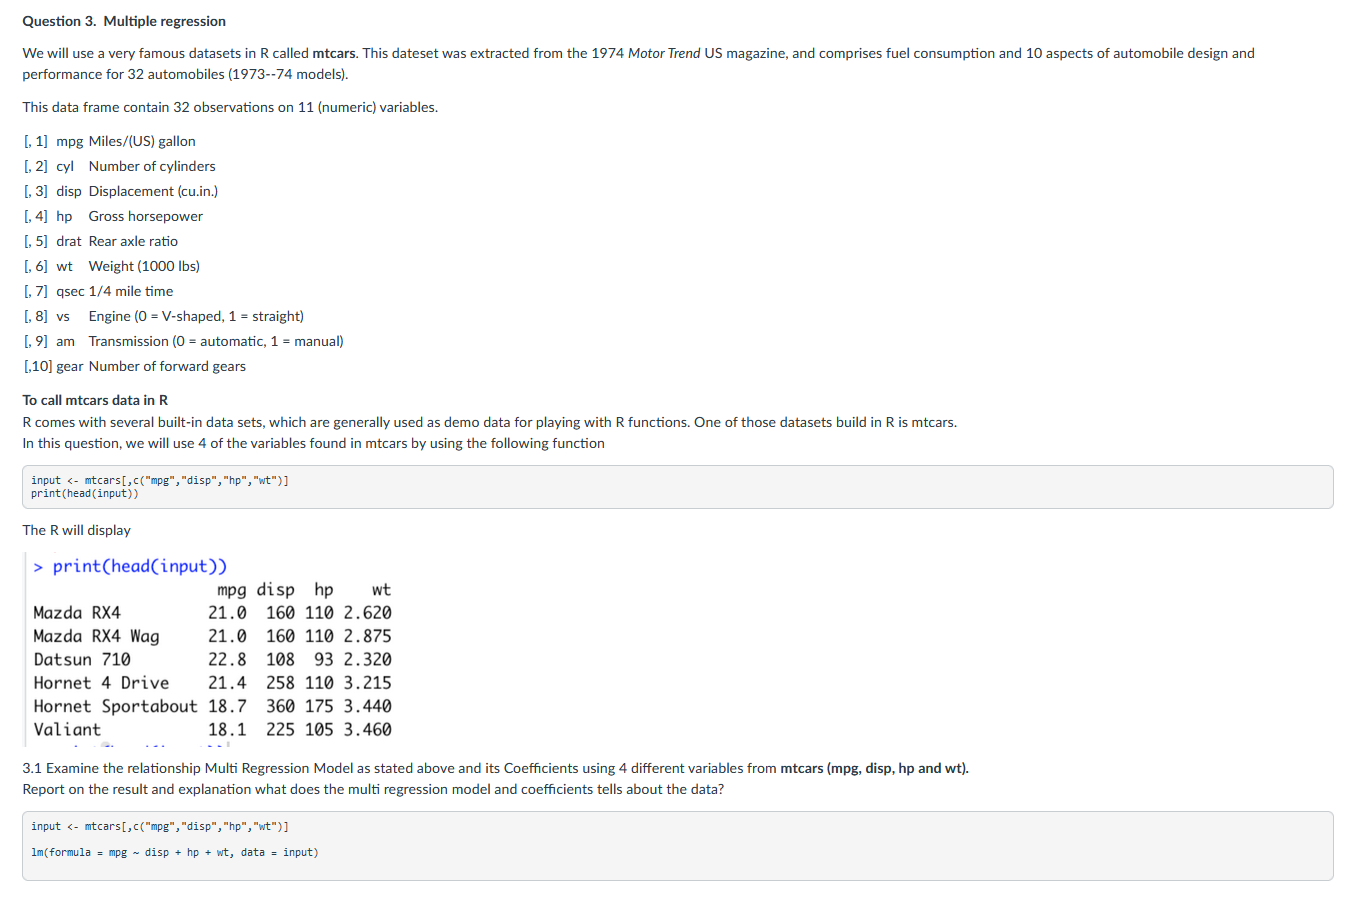 Question 3. Multiple regression
We will use a very famous datasets in R called mtcars. This dateset was extracted from the 1974 Motor Trend US magazine, and comprises fuel consumption and 10 aspects of automobile design and
performance for 32 automobiles (1973--74 models).
This data frame contain 32 observations on 11 (numeric) variables.
[, 1] mpg Miles/(US) gallon
[, 2] cyl Number of cylinders
[, 3] disp Displacement (cu.in.)
[, 4] hp Gross horsepower
[, 5] drat Rear axle ratio
[, 6] wt Weight (1000 lbs)
[, 7] qsec 1/4 mile time
[, 8] vs Engine (0 = V-shaped, 1 = straight)
[, 9] am Transmission (0 = automatic, 1 = manual)
[,10] gear Number of forward gears
To call mtcars data in R
R comes with several built-in data sets, which are generally used as demo data for playing with R functions. One of those datasets build in R is mtcars.
In this question, we will use 4 of the variables found in mtcars by using the following function
input <- mtcars[,c("mpg","disp","hp","wt")]
print(head(input))
The R will display
> print(head(input))
mpg disp hp wt
Mazda RX4 21.0 160 110 2.620
Mazda RX4 Wag 21.0 160 110 2.875
Datsun 710 22.8 108 93 2.320
Hornet 4 Drive 21.4 258 110 3.215
Hornet Sportabout 18.7 360 175 3.440
Valiant 18.1 225 105 3.460
3.1 Examine the relationship Multi Regression Model as stated above and its Coefficients using 4 different variables from mtcars (mpg, disp, hp and wt).
Report on the result and explanation what does the multi regression model and coefficients tells about the data?
input <- mtcars[,c("mpg","disp","hp","wt")]
lm(formula = mpg ~ disp + hp + wt, data = input)